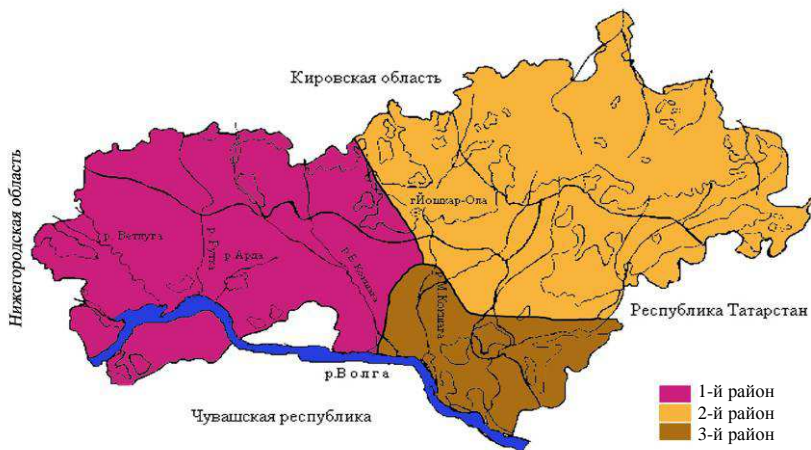 Кировская область
Нижегородская область
г.Йошкар-Ола
р. Ветлуга
р. Рутка
р.Арда
р.Б. Кокшага
р.М. Кокшага
Республика Татарстан
р.Волга
Чувашская республика
1-й район
2-й район
3-й район